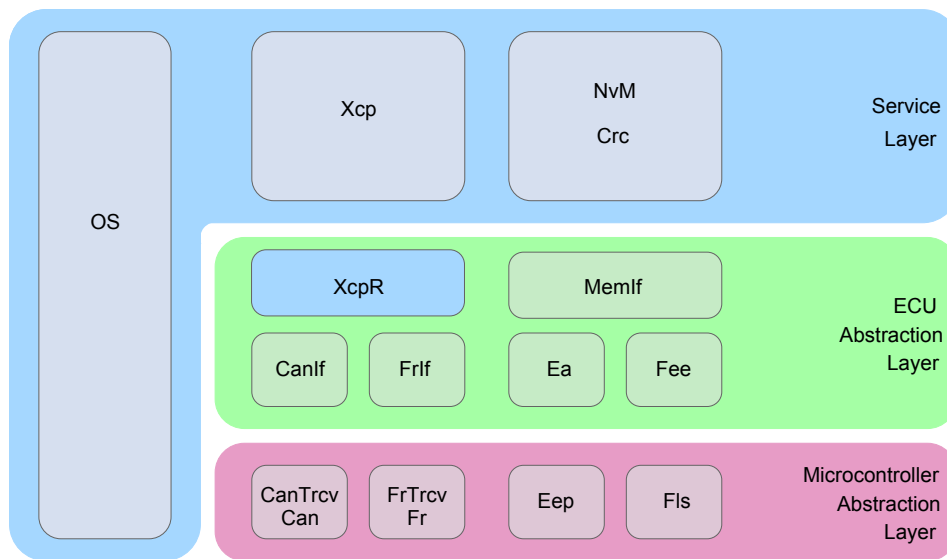 OS
Xcp
NvM
Crc
Service
Layer
XcpR
MemIf
CanIf
FrIf
Ea
Fee
ECU
Abstraction
Layer
CanTrcv
Can
FrTrcv
Fr
Eep
Fls
Microcontroller
Abstraction
Layer